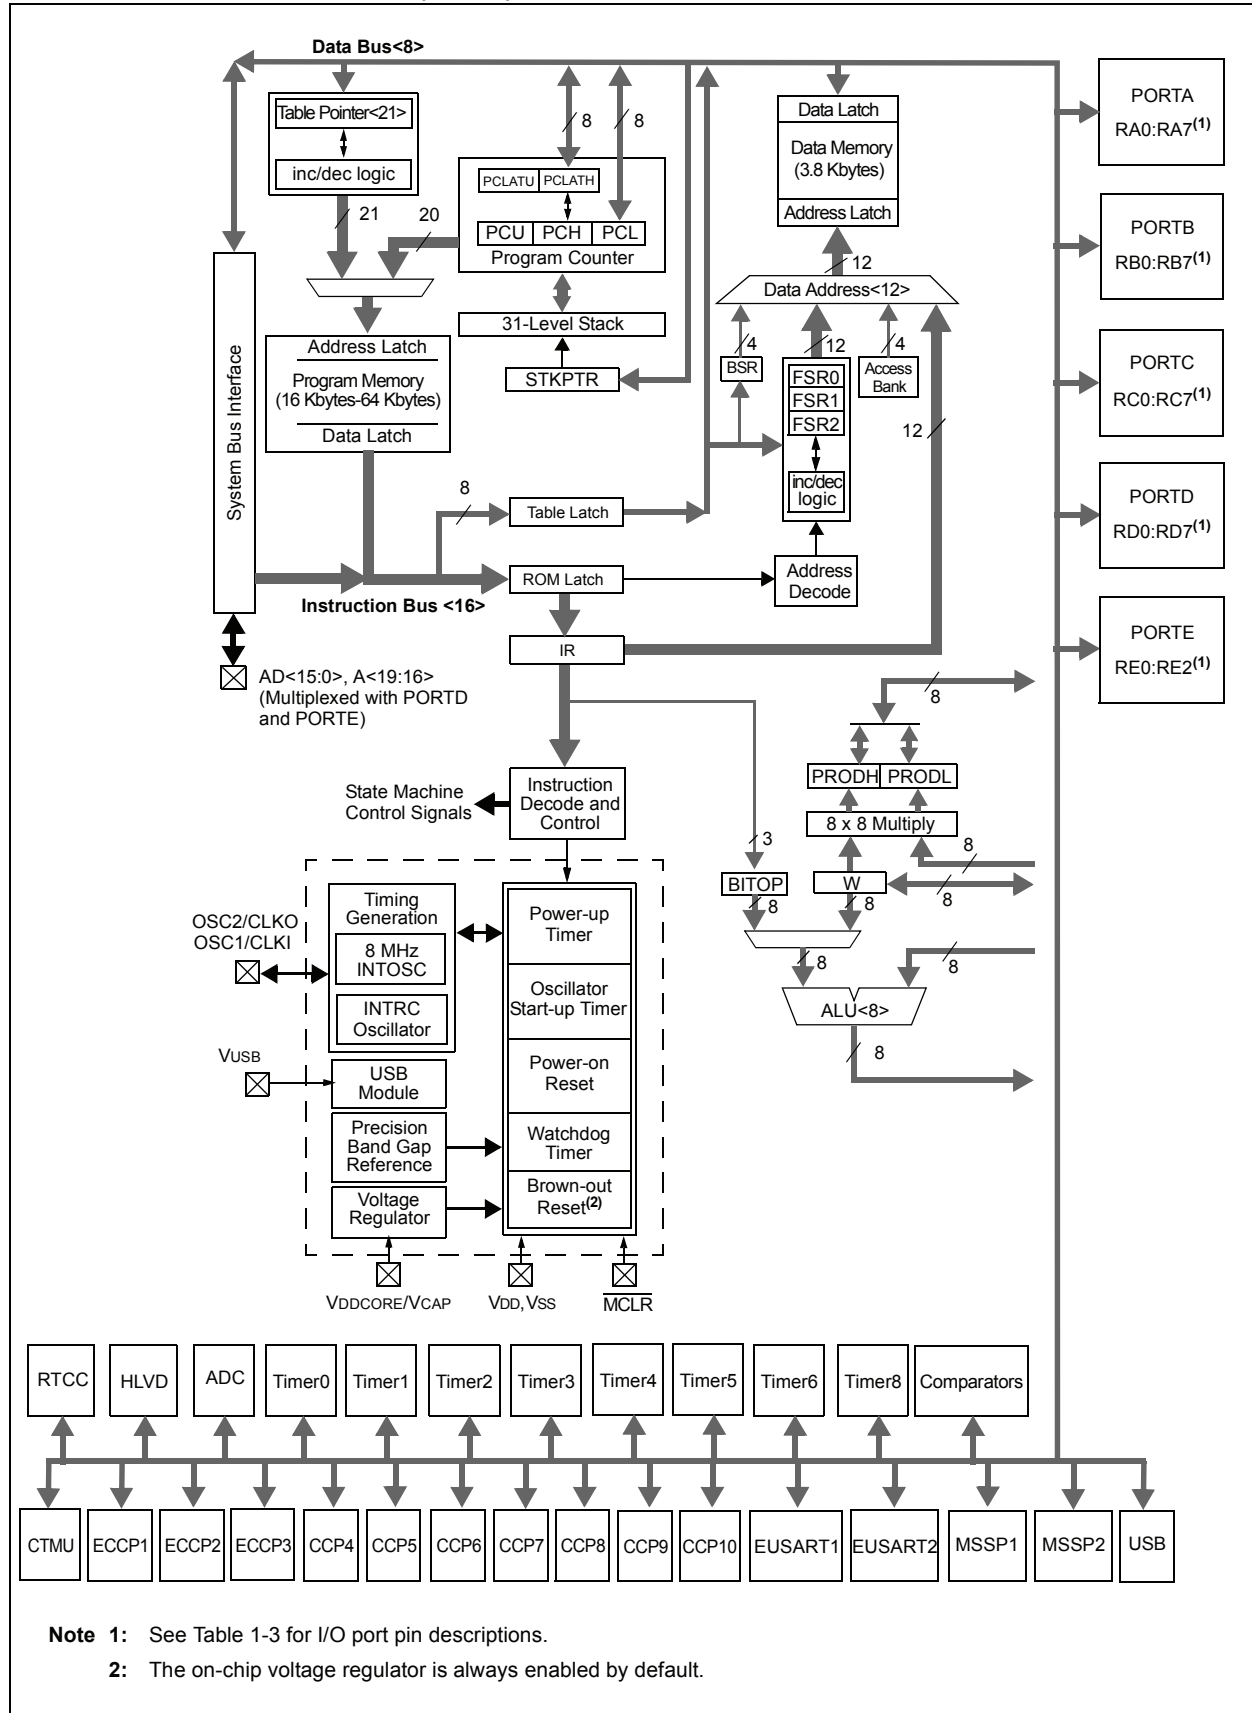 Data Bus<8>
Table Pointer<21>
inc/dec logic
21
20
8
8
PCLATU PCLATH
PCU PCH PCL
Program Counter
31-Level Stack
STKPTR
System Bus Interface
Address Latch
Program Memory
(16 Kbytes-64 Kbytes)
Data Latch
Data Latch
Data Memory
(3.8 Kbytes)
Address Latch
12
Data Address<12>
4
12
4
BSR
FSR0
FSR1
FSR2
inc/dec
logic
Access
Bank
12
8
Table Latch
ROM Latch
Address
Decode
Instruction Bus <16>
IR
AD<15:0>, A<19:16>
(Multiplexed with PORTD
and PORTE)
PORTA
RA0:RA7(1)
PORTB
RB0:RB7(1)
PORTC
RC0:RC7(1)
PORTD
RD0:RD7(1)
PORTE
RE0:RE2(1)
8
PRODH PRODL
8 x 8 Multiply
State Machine
Control Signals
Instruction
Decode and
Control
3
8
BITOP
W
8
8
8
8
8
ALU<8>
8
OSC2/CLKO
OSC1/CLKI
Timing
Generation
8 MHz
INTOSC
INTRC
Oscillator
VUSB
USB
Module
Precision
Band Gap
Reference
Voltage
Regulator
Power-up
Timer
Oscillator
Start-up Timer
Power-on
Reset
Watchdog
Timer
Brown-out
Reset(2)
VDDCORE/VCAP
VDD, VSS
MCLR
RTCC
HLVD
ADC
Timer0
Timer1
Timer2
Timer3
Timer4
Timer5
Timer6
Timer8
Comparators
CTMU
ECCP1
ECCP2
ECCP3
CCP4
CCP5
CCP6
CCP7
CCP8
CCP9
CCP10
EUSART1
EUSART2
MSSP1
MSSP2
USB
Note 1: See Table 1-3 for I/O port pin descriptions.
2: The on-chip voltage regulator is always enabled by default.